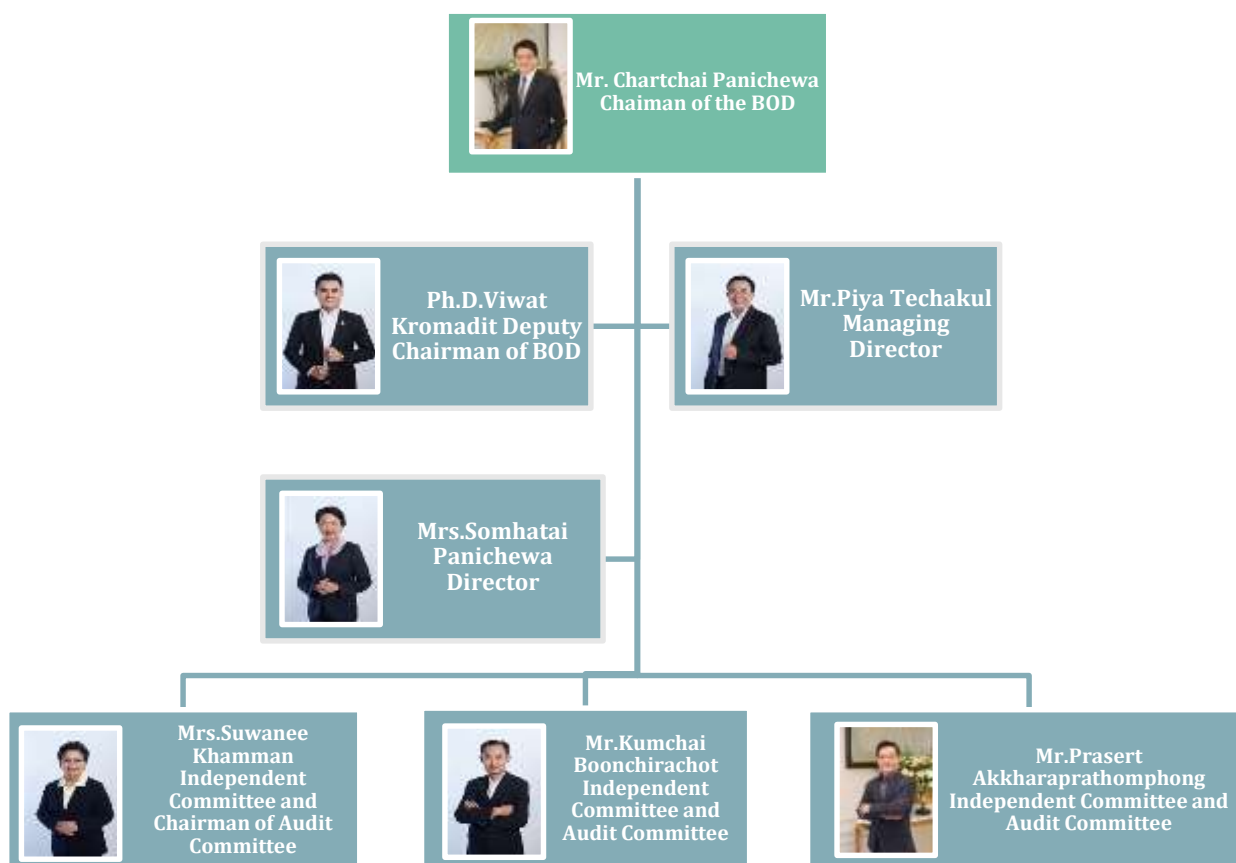 Mr. Chartchai Panichewa
Chaiman of the BOD
Ph.D.Viwat
Kromadit Deputy
Chairman of BOD
Mr.Piya Techakul
Managing
Director
Mrs.Somhatai
Panichewa
Director
Mrs.Suwanee
Khamman
Independent
Committee and
Chairman of Audit
Committee
Mr.Kumchai
Boonchirachot
Independent
Committee and
Audit Committee
Mr.Prasert
Akkharaprathomphong
Independent Committee and
Audit Committee